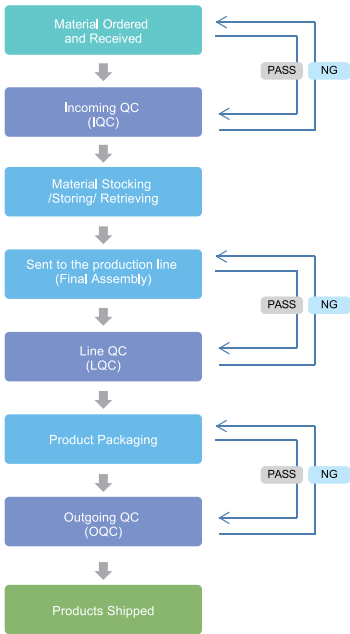 Material Ordered
and Received
PASS
NG
Incoming QC
(IQC)
Material Stocking
/Storing/ Retrieving
Sent to the production line
(Final Assembly)
PASS
NG
Line QC
(LQC)
Product Packaging
PASS
NG
Outgoing QC
(OQC)
Products Shipped